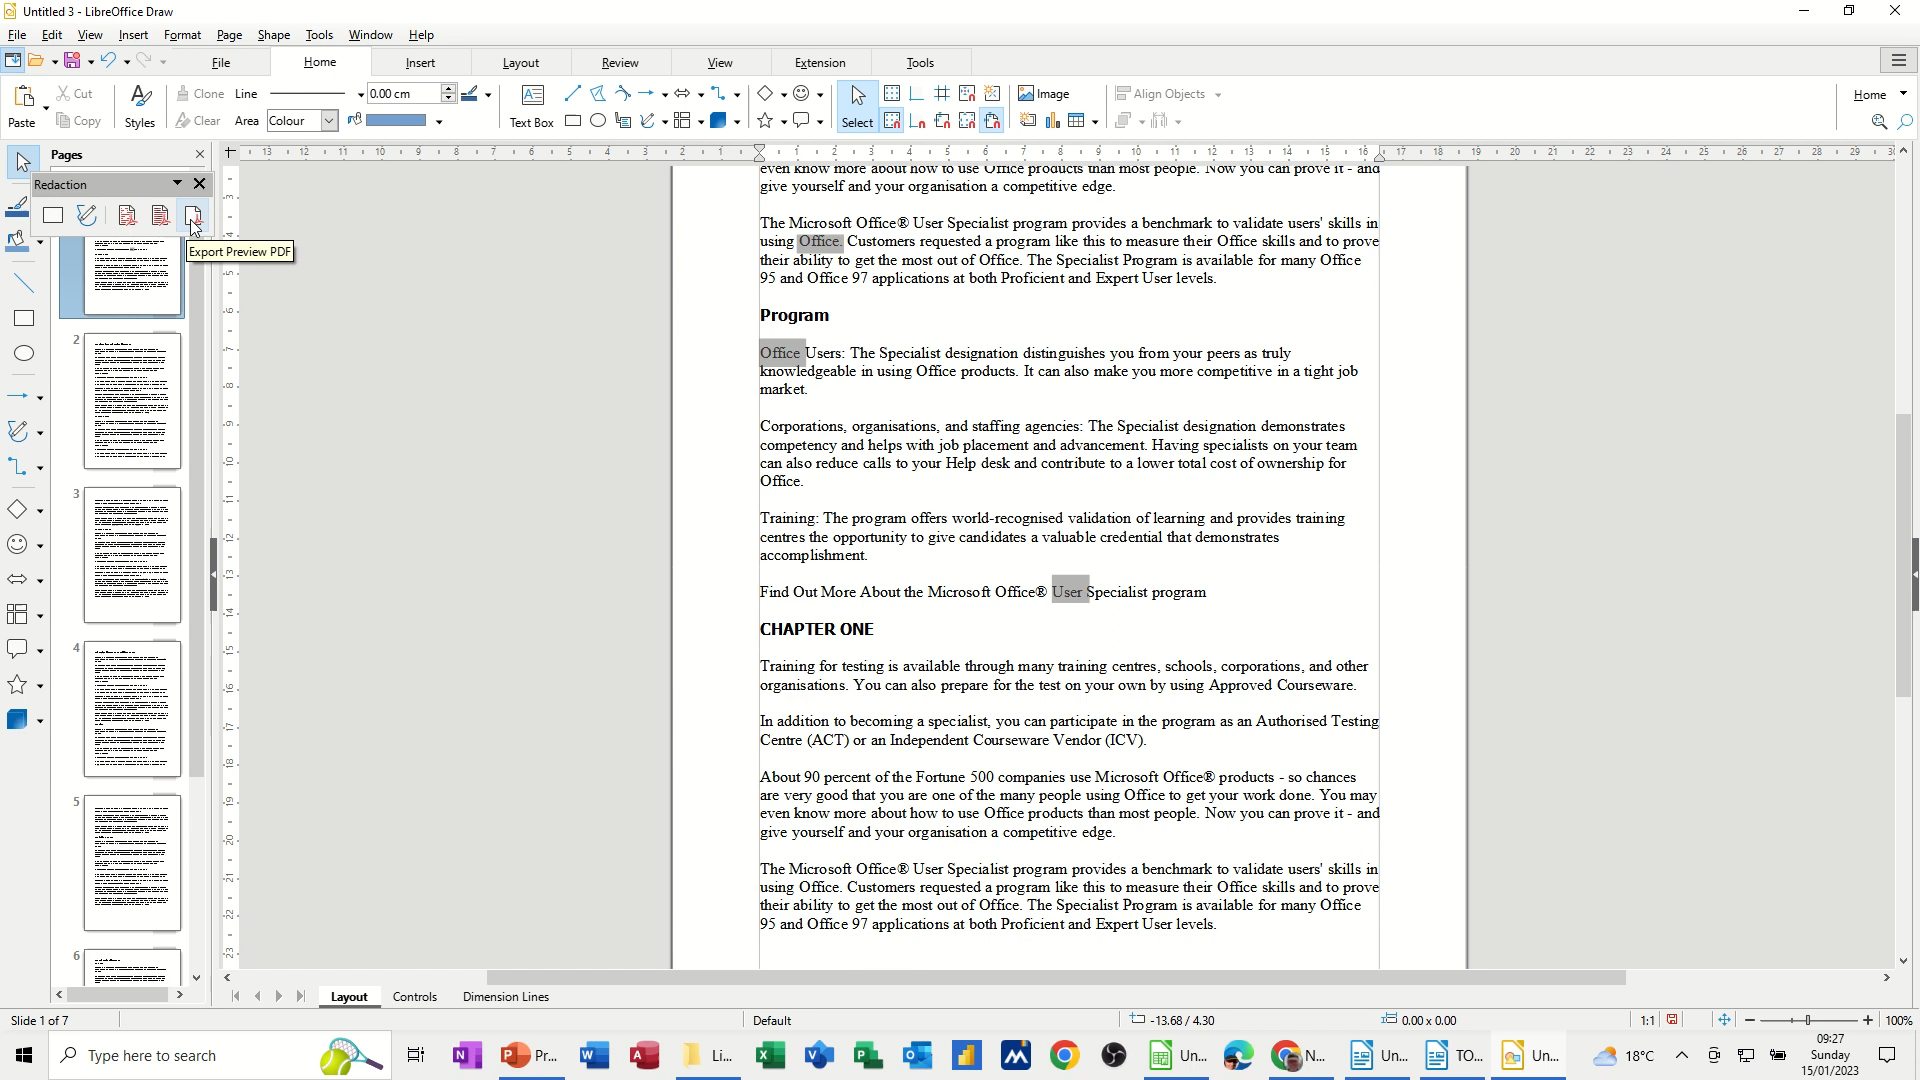 Untitled 3 - LibreOffice Draw
File Edit View Insert Format Page Shape Tools Window Help
File Home Insert Layout Review View Extension Tools
Cut Clone Line 0.00 cm Image Align Objects Home
Paste Copy Styles Clear Area Colour Text Box Select
Pages
Redaction
Export Preview PDF
even know more about how to use Office products than most people. Now you can prove it - and
give yourself and your organisation a competitive edge.
The Microsoft Office® User Specialist program provides a benchmark to validate users' skills in
using Office. Customers requested a program like this to measure their Office skills and to prove
their ability to get the most out of Office. The Specialist Program is available for many Office
95 and Office 97 applications at both Proficient and Expert User levels.
Program
Office Users: The Specialist designation distinguishes you from your peers as truly
knowledgeable in using Office products. It can also make you more competitive in a tight job
market.
Corporations, organisations, and staffing agencies: The Specialist designation demonstrates
competency and helps with job placement and advancement. Having specialists on your team
can also reduce calls to your Help desk and contribute to a lower total cost of ownership for
Office.
Training: The program offers world-recognised validation of learning and provides training
centres the opportunity to give candidates a valuable credential that demonstrates
accomplishment.
Find Out More About the Microsoft Office® User Specialist program
CHAPTER ONE
Training for testing is available through many training centres, schools, corporations, and other
organisations. You can also prepare for the test on your own by using Approved Courseware.
In addition to becoming a specialist, you can participate in the program as an Authorised Testing
Centre (ACT) or an Independent Courseware Vendor (ICV).
About 90 percent of the Fortune 500 companies use Microsoft Office® products - so chances
are very good that you are one of the many people using Office to get your work done. You may
even know more about how to use Office products than most people. Now you can prove it - and
give yourself and your organisation a competitive edge.
The Microsoft Office® User Specialist program provides a benchmark to validate users' skills in
using Office. Customers requested a program like this to measure their Office skills and to prove
their ability to get the most out of Office. The Specialist Program is available for many Office
95 and Office 97 applications at both Proficient and Expert User levels.
2
3
4
5
6
Layout Controls Dimension Lines
Slide 1 of 7 Default -13.68 / 4.30 0.00 x 0.00 1:1 100%
Type here to search Pr... Li... Un... N... Un... TO... Un... 18°C
09:27
Sunday
15/01/2023